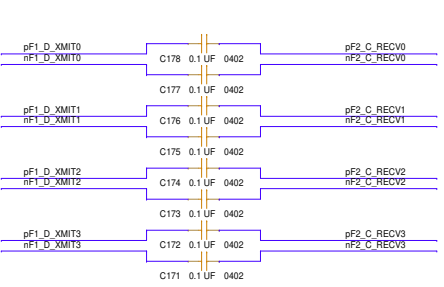 pF1_D_XMIT0 pF2_C_RECV0
nF1_D_XMIT0 C178 0.1 UF 0402 nF2_C_RECV0
C177 0.1 UF 0402
pF1_D_XMIT1 pF2_C_RECV1
nF1_D_XMIT1 C176 0.1 UF 0402 nF2_C_RECV1
C175 0.1 UF 0402
pF1_D_XMIT2 pF2_C_RECV2
nF1_D_XMIT2 C174 0.1 UF 0402 nF2_C_RECV2
C173 0.1 UF 0402
pF1_D_XMIT3 pF2_C_RECV3
nF1_D_XMIT3 C172 0.1 UF 0402 nF2_C_RECV3
C171 0.1 UF 0402